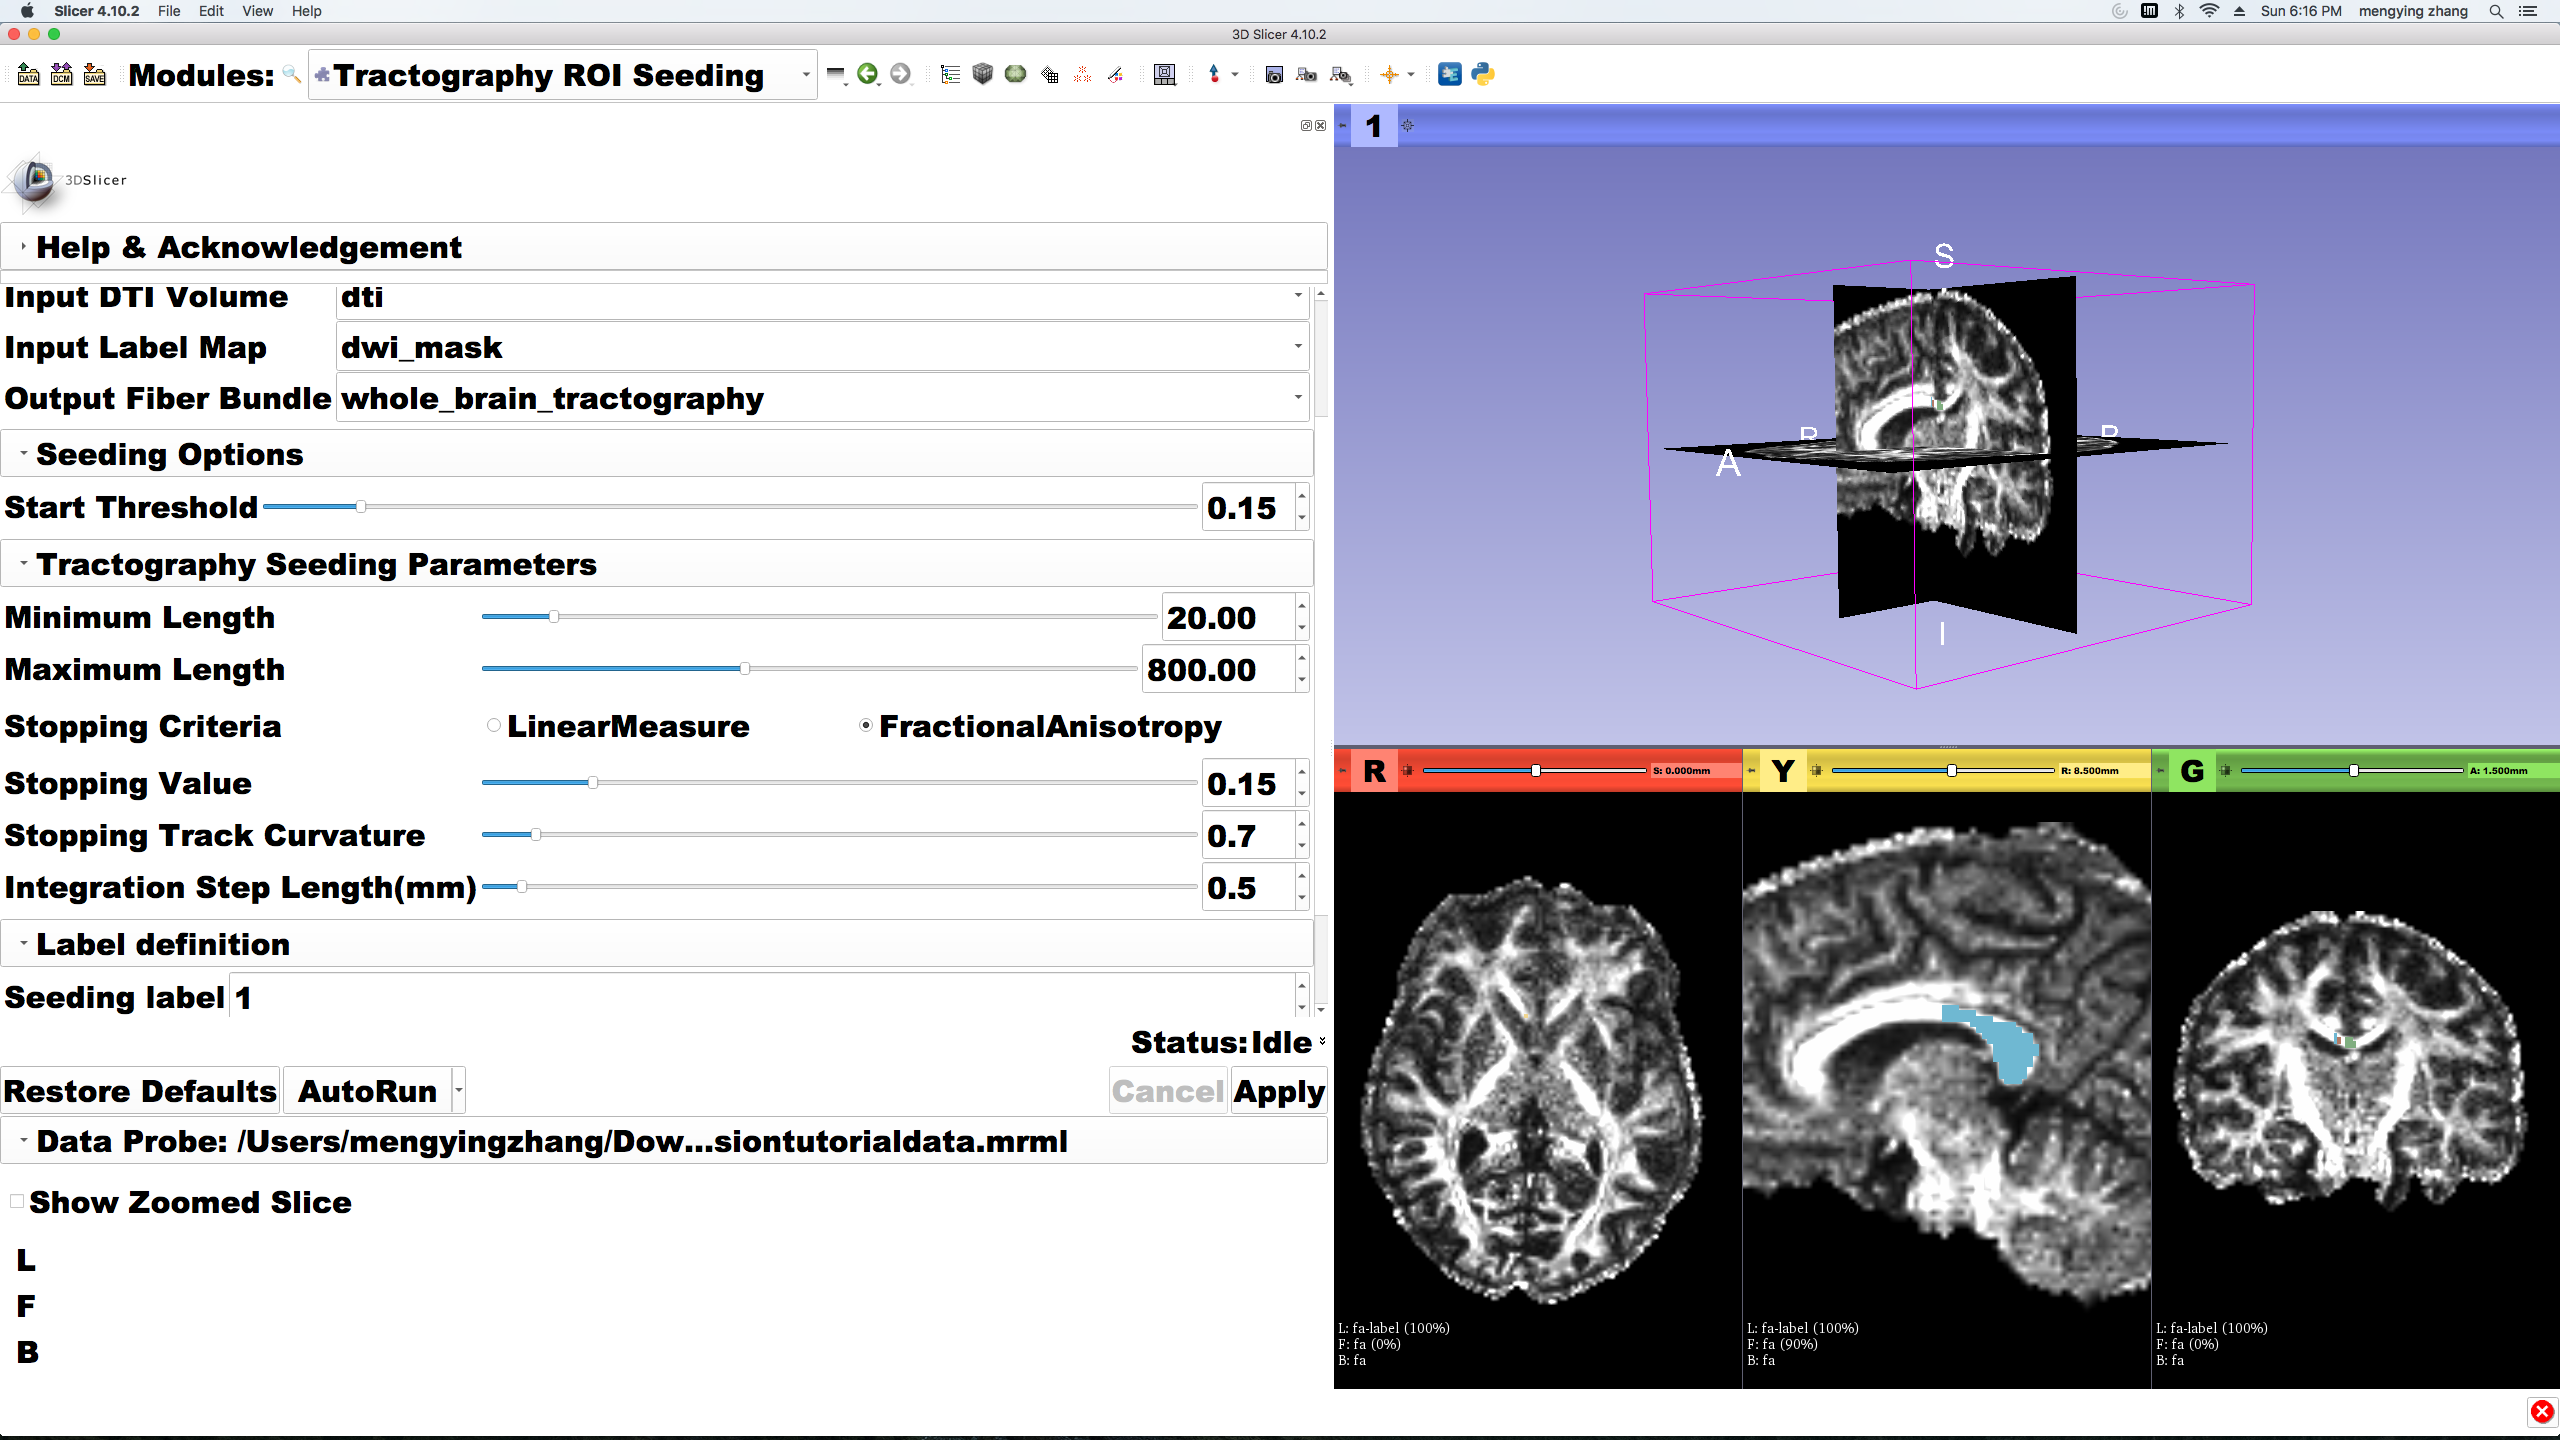 Slicer 4.10.2 File Edit View Help
Sun 6:16 PM mengying zhang
3D Slicer 4.10.2
DATA DCM SAVE Modules: Tractography ROI Seeding
1
3DSlicer
Help & Acknowledgement
Input DTI Volume dti
Input Label Map dwi_mask
Output Fiber Bundle whole_brain_tractography
Seeding Options
Start Threshold 0.15
Tractography Seeding Parameters
Minimum Length 20.00
Maximum Length 800.00
Stopping Criteria LinearMeasure FractionalAnisotropy
Stopping Value 0.15
Stopping Track Curvature 0.7
Integration Step Length(mm) 0.5
Label definition
Seeding label 1
Status: Idle
Restore Defaults AutoRun Cancel Apply
Data Probe: /Users/mengyingzhang/Dow...siontutorialdata.mrml
Show Zoomed Slice
L
F
B
S
A
I
R S: 0.000mm
Y R: 8.500mm
G A: 1.500mm
L: fa-label (100%)
F: fa (0%)
B: fa
L: fa-label (100%)
F: fa (90%)
B: fa
L: fa-label (100%)
F: fa (0%)
B: fa